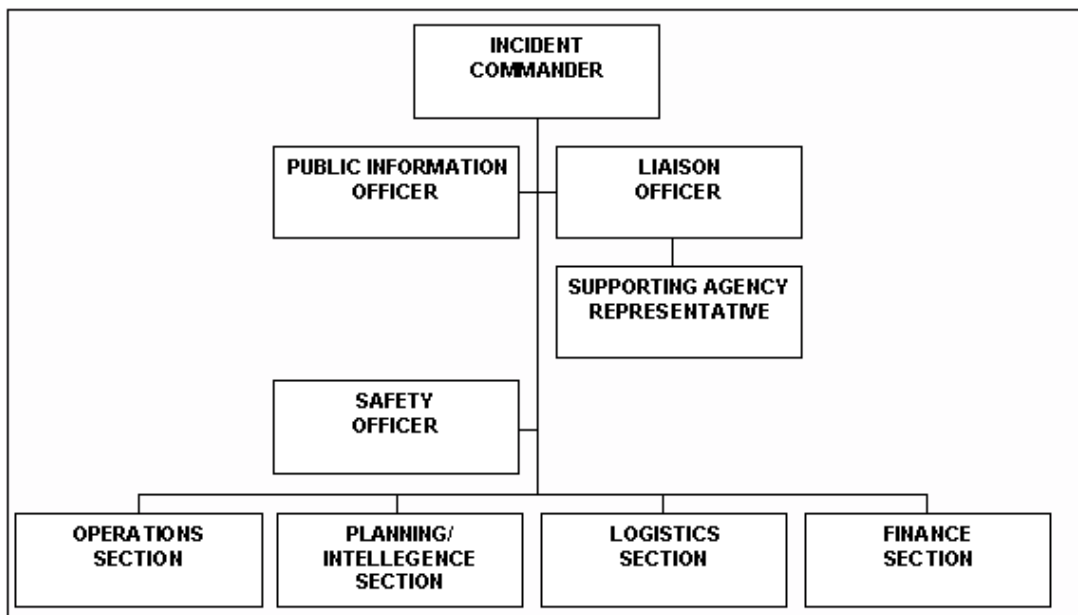 INCIDENT
COMMANDER
PUBLIC INFORMATION
OFFICER
LIAISON
OFFICER
SUPPORTING AGENCY
REPRESENTATIVE
SAFETY
OFFICER
OPERATIONS
SECTION
PLANNING/
INTELLEGENCE
SECTION
LOGISTICS
SECTION
FINANCE
SECTION